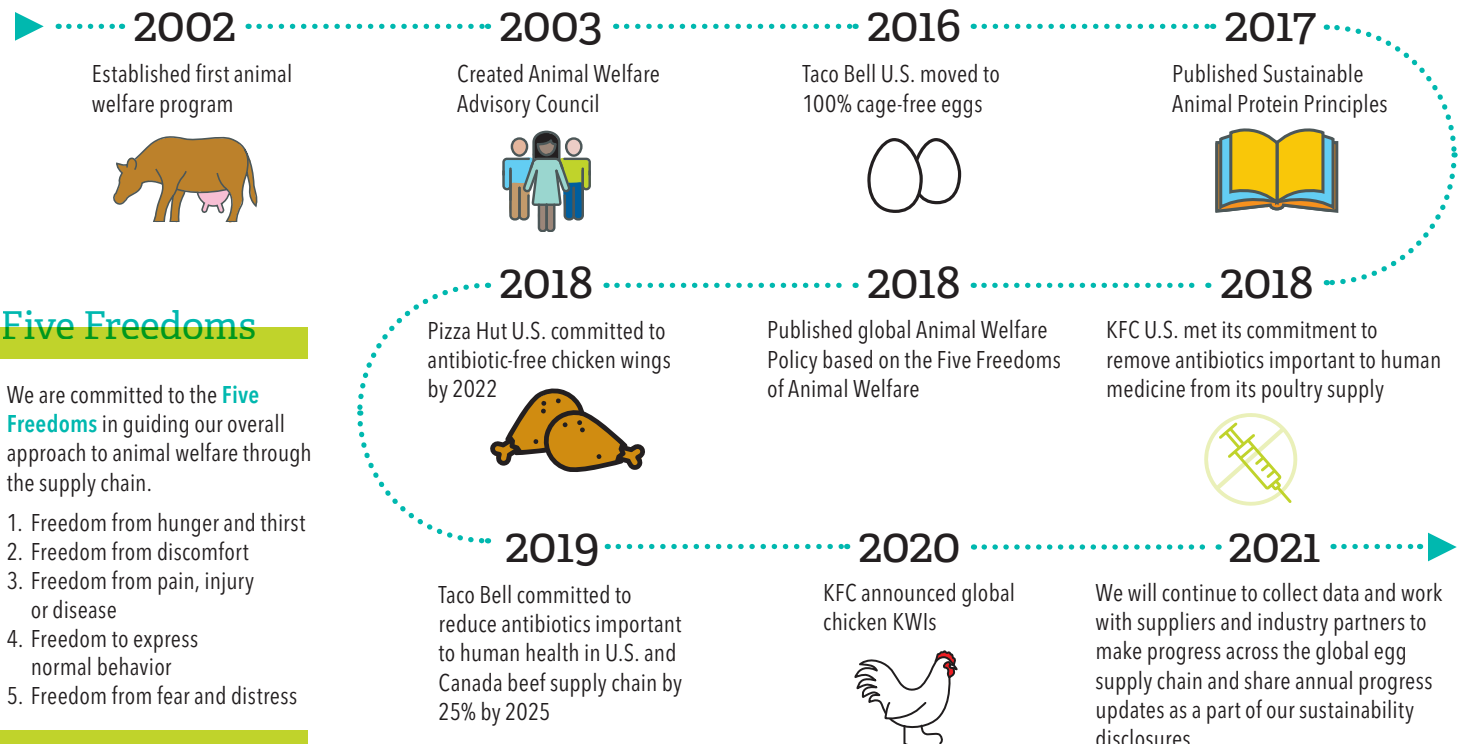 2002
Established first animal
welfare program
2003
Created Animal Welfare
Advisory Council
2016
Taco Bell U.S. moved to
100% cage-free eggs
2017
Published Sustainable
Animal Protein Principles
2018
KFC U.S. met its commitment to
remove antibiotics important to human
medicine from its poultry supply
2018
Published global Animal Welfare
Policy based on the Five Freedoms
of Animal Welfare
2018
Pizza Hut U.S. committed to
antibiotic-free chicken wings
by 2022
2019
Taco Bell committed to
reduce antibiotics important
to human health in U.S. and
Canada beef supply chain by
25% by 2025
2020
KFC announced global
chicken KWIs
2021
We will continue to collect data and work
with suppliers and industry partners to
make progress across the global egg
supply chain and share annual progress
updates as a part of our sustainability
disclosures
Five Freedoms
We are committed to the Five
Freedoms in guiding our overall
approach to animal welfare through
the supply chain.
1. Freedom from hunger and thirst
2. Freedom from discomfort
3. Freedom from pain, injury
or disease
4. Freedom to express
normal behavior
5. Freedom from fear and distress